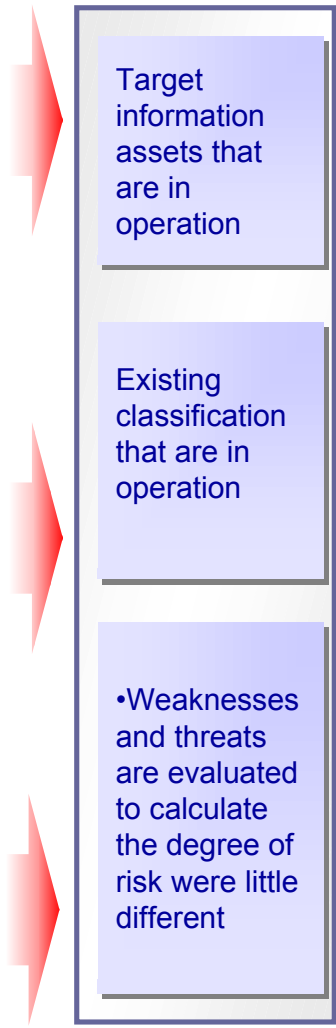 Target
information
assets that
are in
operation
Existing
classification
that are in
operation
•Weaknesses
and threats
are evaluated
to calculate
the degree of
risk were little
different